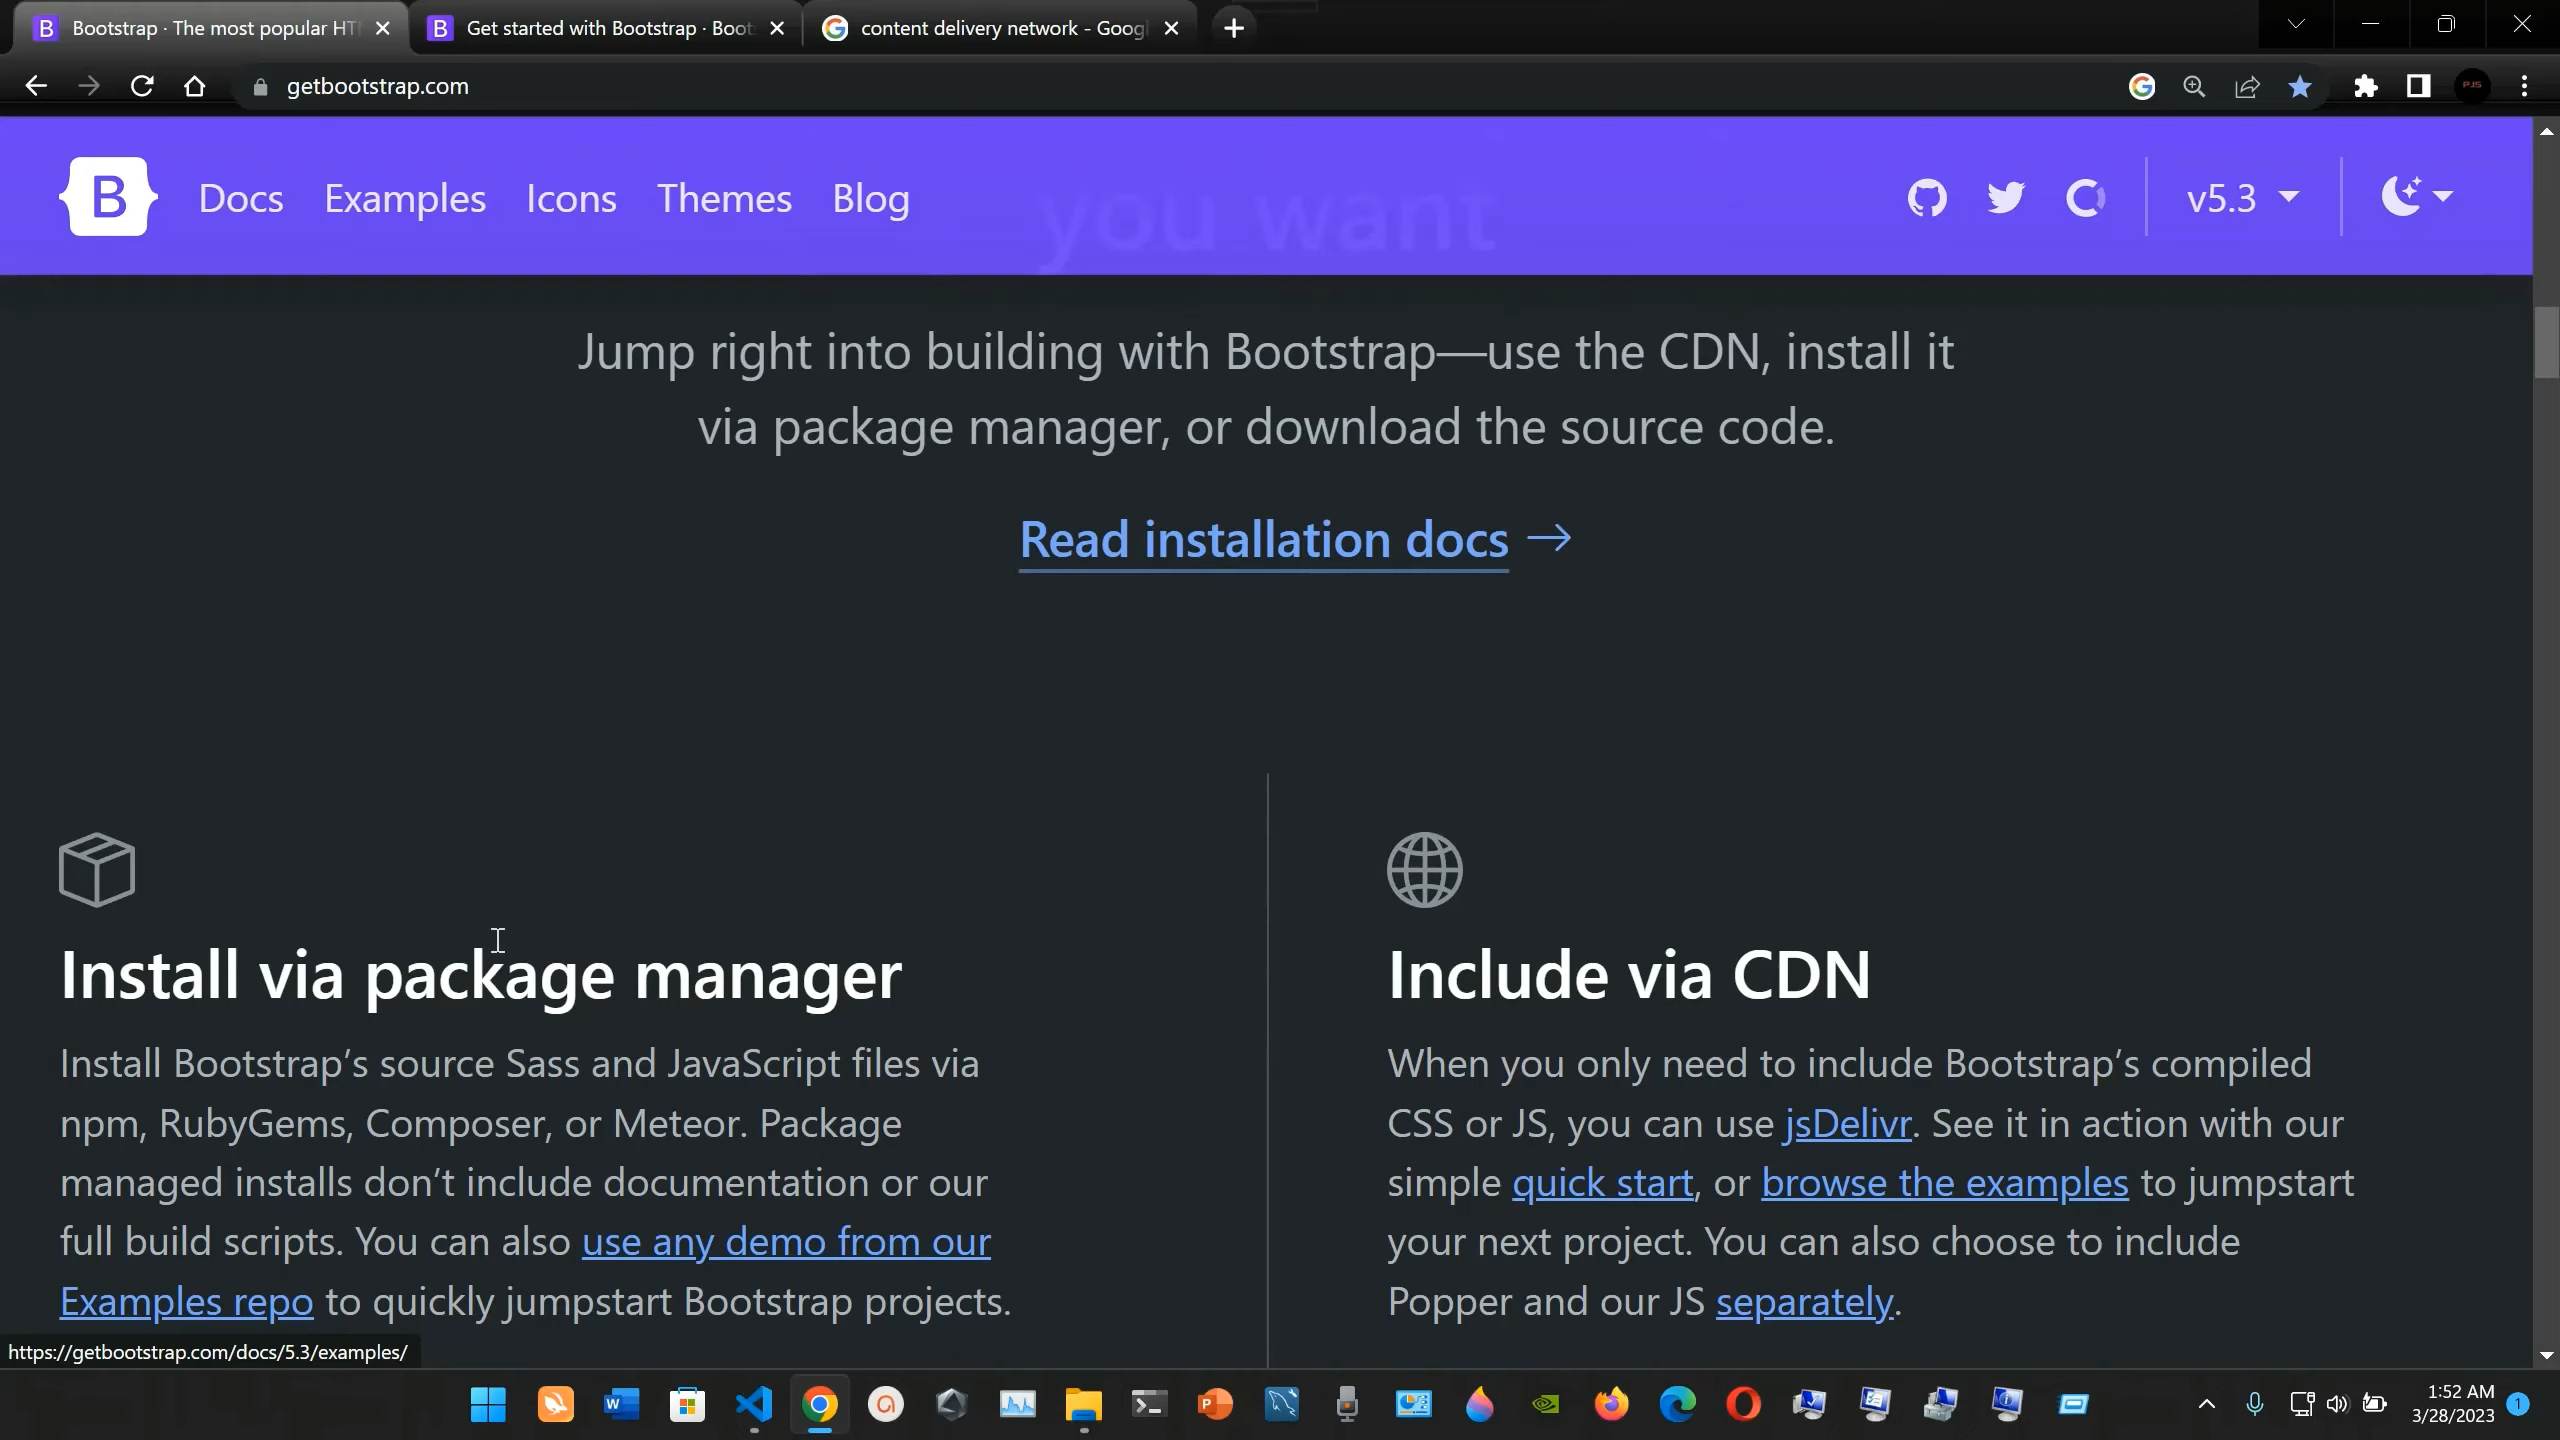 Bootstrap · The most popular HT
Get started with Bootstrap · Boot
content delivery network - Googl
getbootstrap.com
B
Docs
Examples
Icons
Themes
Blog
v5.3
you want
Jump right into building with Bootstrap—use the CDN, install it
via package manager, or download the source code.
Read installation docs
Install via package manager
Install Bootstrap’s source Sass and JavaScript files via
npm, RubyGems, Composer, or Meteor. Package
managed installs don’t include documentation or our
full build scripts. You can also use any demo from our
Examples repo to quickly jumpstart Bootstrap projects.
Include via CDN
When you only need to include Bootstrap’s compiled
CSS or JS, you can use jsDelivr. See it in action with our
simple quick start, or browse the examples to jumpstart
your next project. You can also choose to include
Popper and our JS separately.
https://getbootstrap.com/docs/5.3/examples/
1:52 AM
3/28/2023
1